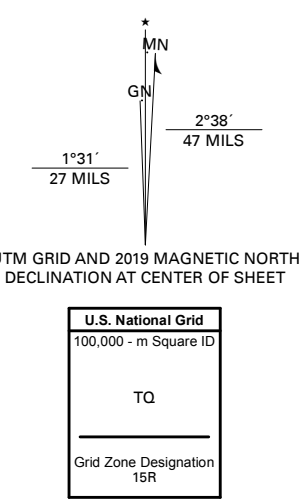 ★
MN
GN
2°38´
47 MILS
1°31´
27 MILS
UTM GRID AND 2019 MAGNETIC NORTH
DECLINATION AT CENTER OF SHEET
U.S. National Grid
100,000 - m Square ID
TQ
Grid Zone Designation
15R